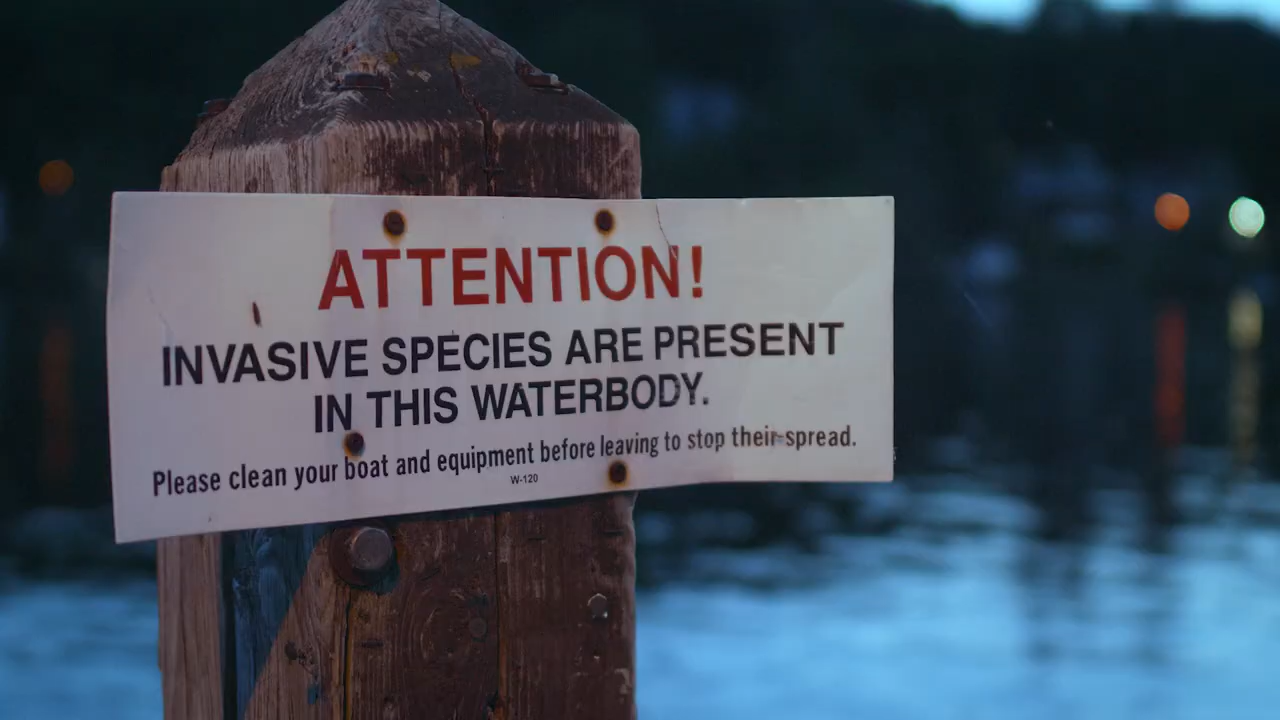 ATTENTION!
INVASIVE SPECIES ARE PRESENT
IN THIS WATERBODY.
Please clean your boat and equipment before leaving to stop their spread.
W-120